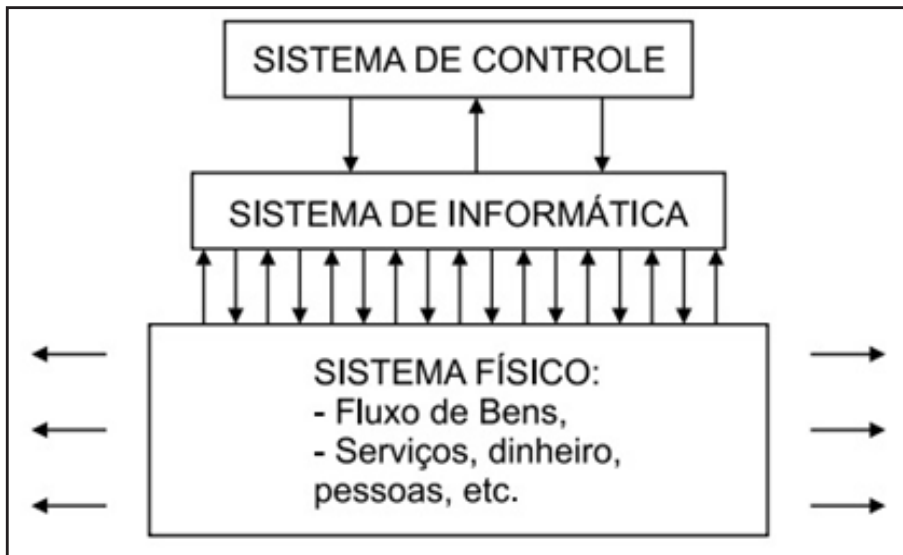 SISTEMA DE CONTROLE
SISTEMA DE INFORMÁTICA
SISTEMA FÍSICO:
- Fluxo de Bens,
- Serviços, dinheiro,
pessoas, etc.